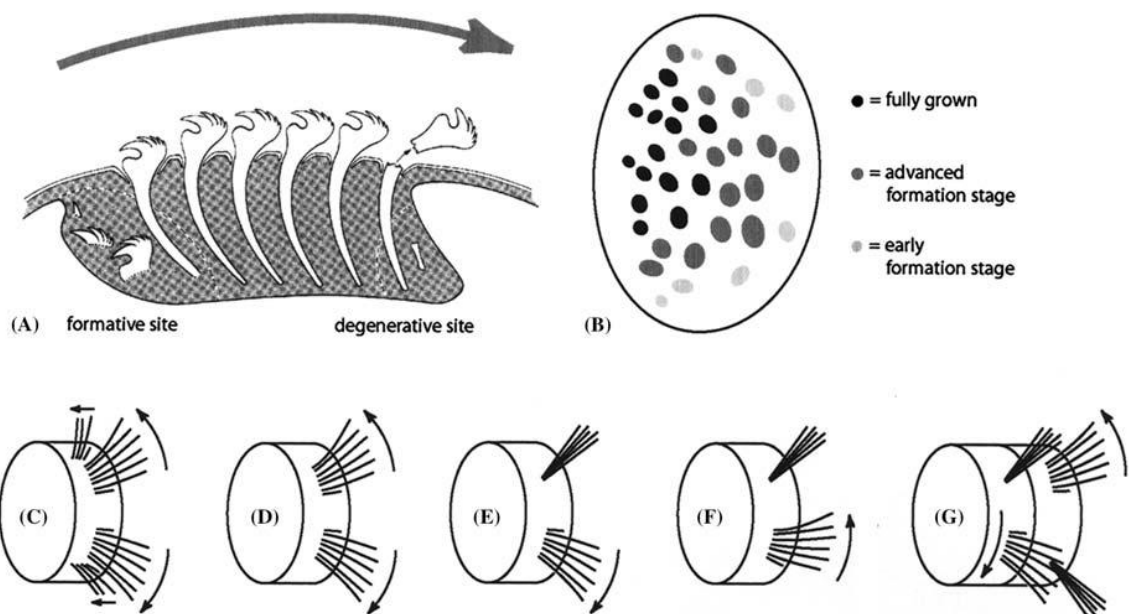 = fully grown
= advanced
formation stage
= early
formation stage
(A)
formative site
degenerative site
(B)
(C)
(D)
(E)
(F)
(G)